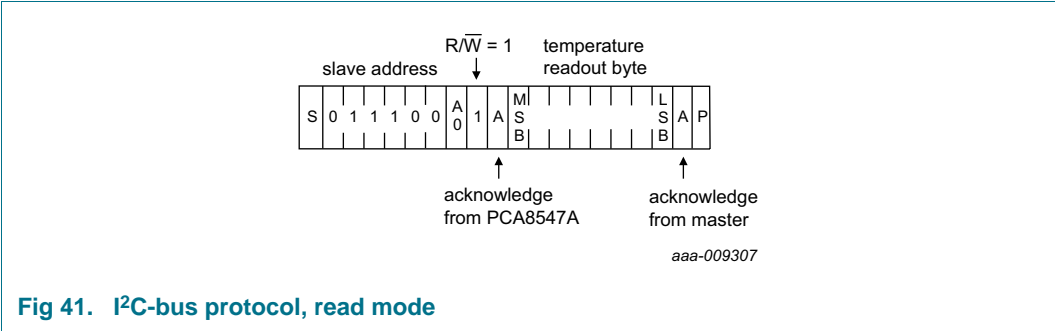 R/W̅ = 1
temperature
readout byte
slave address
S 0 1 1 1 0 0 A0 1 A MSB LSB A P
acknowledge
from PCA8547A
acknowledge
from master
aaa-009307
Fig 41. I²C-bus protocol, read mode